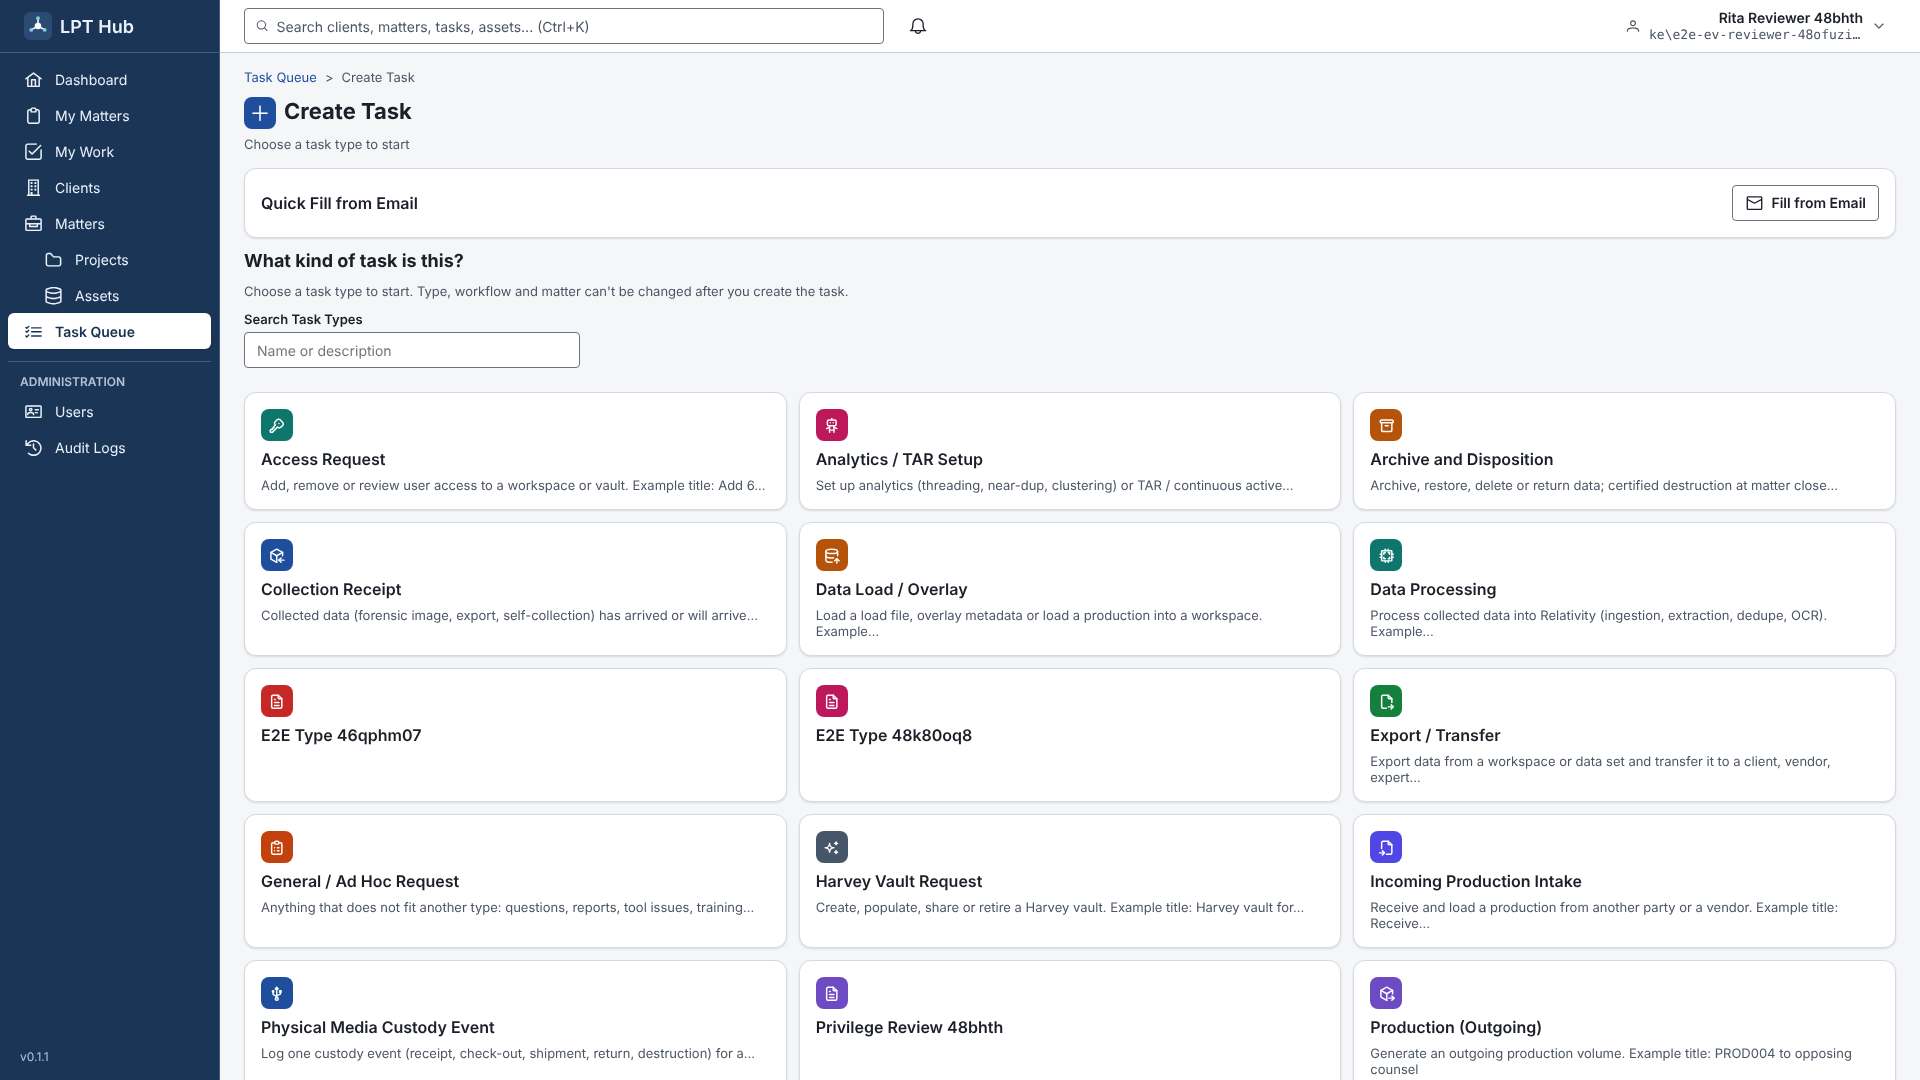 LPT Hub
Search clients, matters, tasks, assets... (Ctrl+K)
Rita Reviewer 48bhth
ke\e2e-ev-reviewer-48ofuzi...
Dashboard
My Matters
My Work
Clients
Matters
Projects
Assets
Task Queue
ADMINISTRATION
Users
Audit Logs
v0.1.1
Task Queue > Create Task
Create Task
Choose a task type to start
Quick Fill from Email
Fill from Email
What kind of task is this?
Choose a task type to start. Type, workflow and matter can't be changed after you create the task.
Search Task Types
Name or description
Access Request
Add, remove or review user access to a workspace or vault. Example title: Add 6...
Analytics / TAR Setup
Set up analytics (threading, near-dup, clustering) or TAR / continuous active...
Archive and Disposition
Archive, restore, delete or return data; certified destruction at matter close...
Collection Receipt
Collected data (forensic image, export, self-collection) has arrived or will arrive...
Data Load / Overlay
Load a load file, overlay metadata or load a production into a workspace.
Example...
Data Processing
Process collected data into Relativity (ingestion, extraction, dedupe, OCR).
Example...
E2E Type 46qphm07
E2E Type 48k80oq8
Export / Transfer
Export data from a workspace or data set and transfer it to a client, vendor,
expert...
General / Ad Hoc Request
Anything that does not fit another type: questions, reports, tool issues, training...
Harvey Vault Request
Create, populate, share or retire a Harvey vault. Example title: Harvey vault for...
Incoming Production Intake
Receive and load a production from another party or a vendor. Example title:
Receive...
Physical Media Custody Event
Log one custody event (receipt, check-out, shipment, return, destruction) for a...
Privilege Review 48bhth
Production (Outgoing)
Generate an outgoing production volume. Example title: PROD004 to opposing
counsel